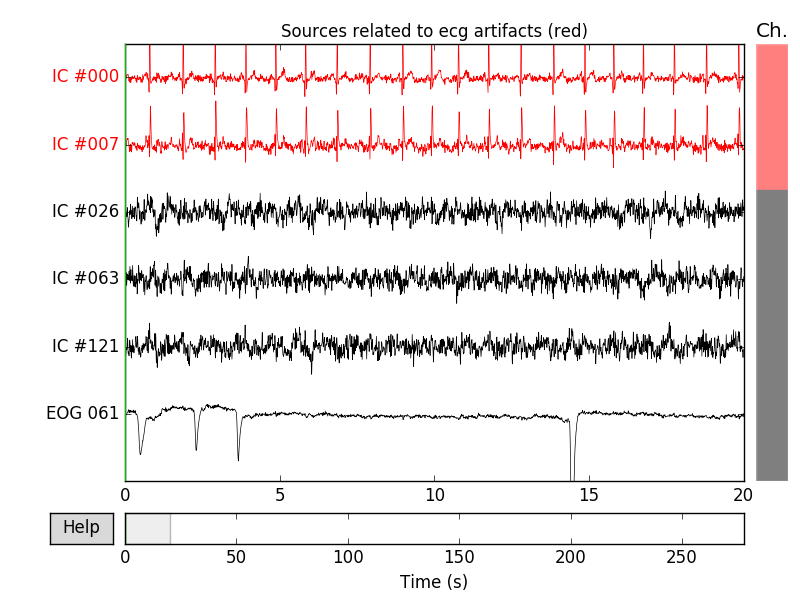 Sources related to ecg artifacts (red)
Ch.
IC #000
IC #007
IC #026
IC #063
IC #121
EOG 061
0 5 10 15 20
Help
0 50 100 150 200 250
Time (s)